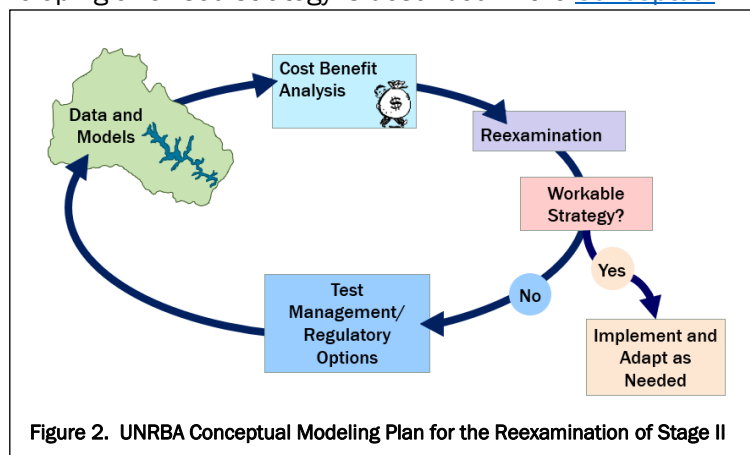 Data and
Models
Cost Benefit
Analysis
$
Reexamination
Workable
Strategy?
Yes
No
Test
Management/
Regulatory
Options
Implement and
Adapt as
Needed
Figure 2. UNRBA Conceptual Modeling Plan for the Reexamination of Stage II